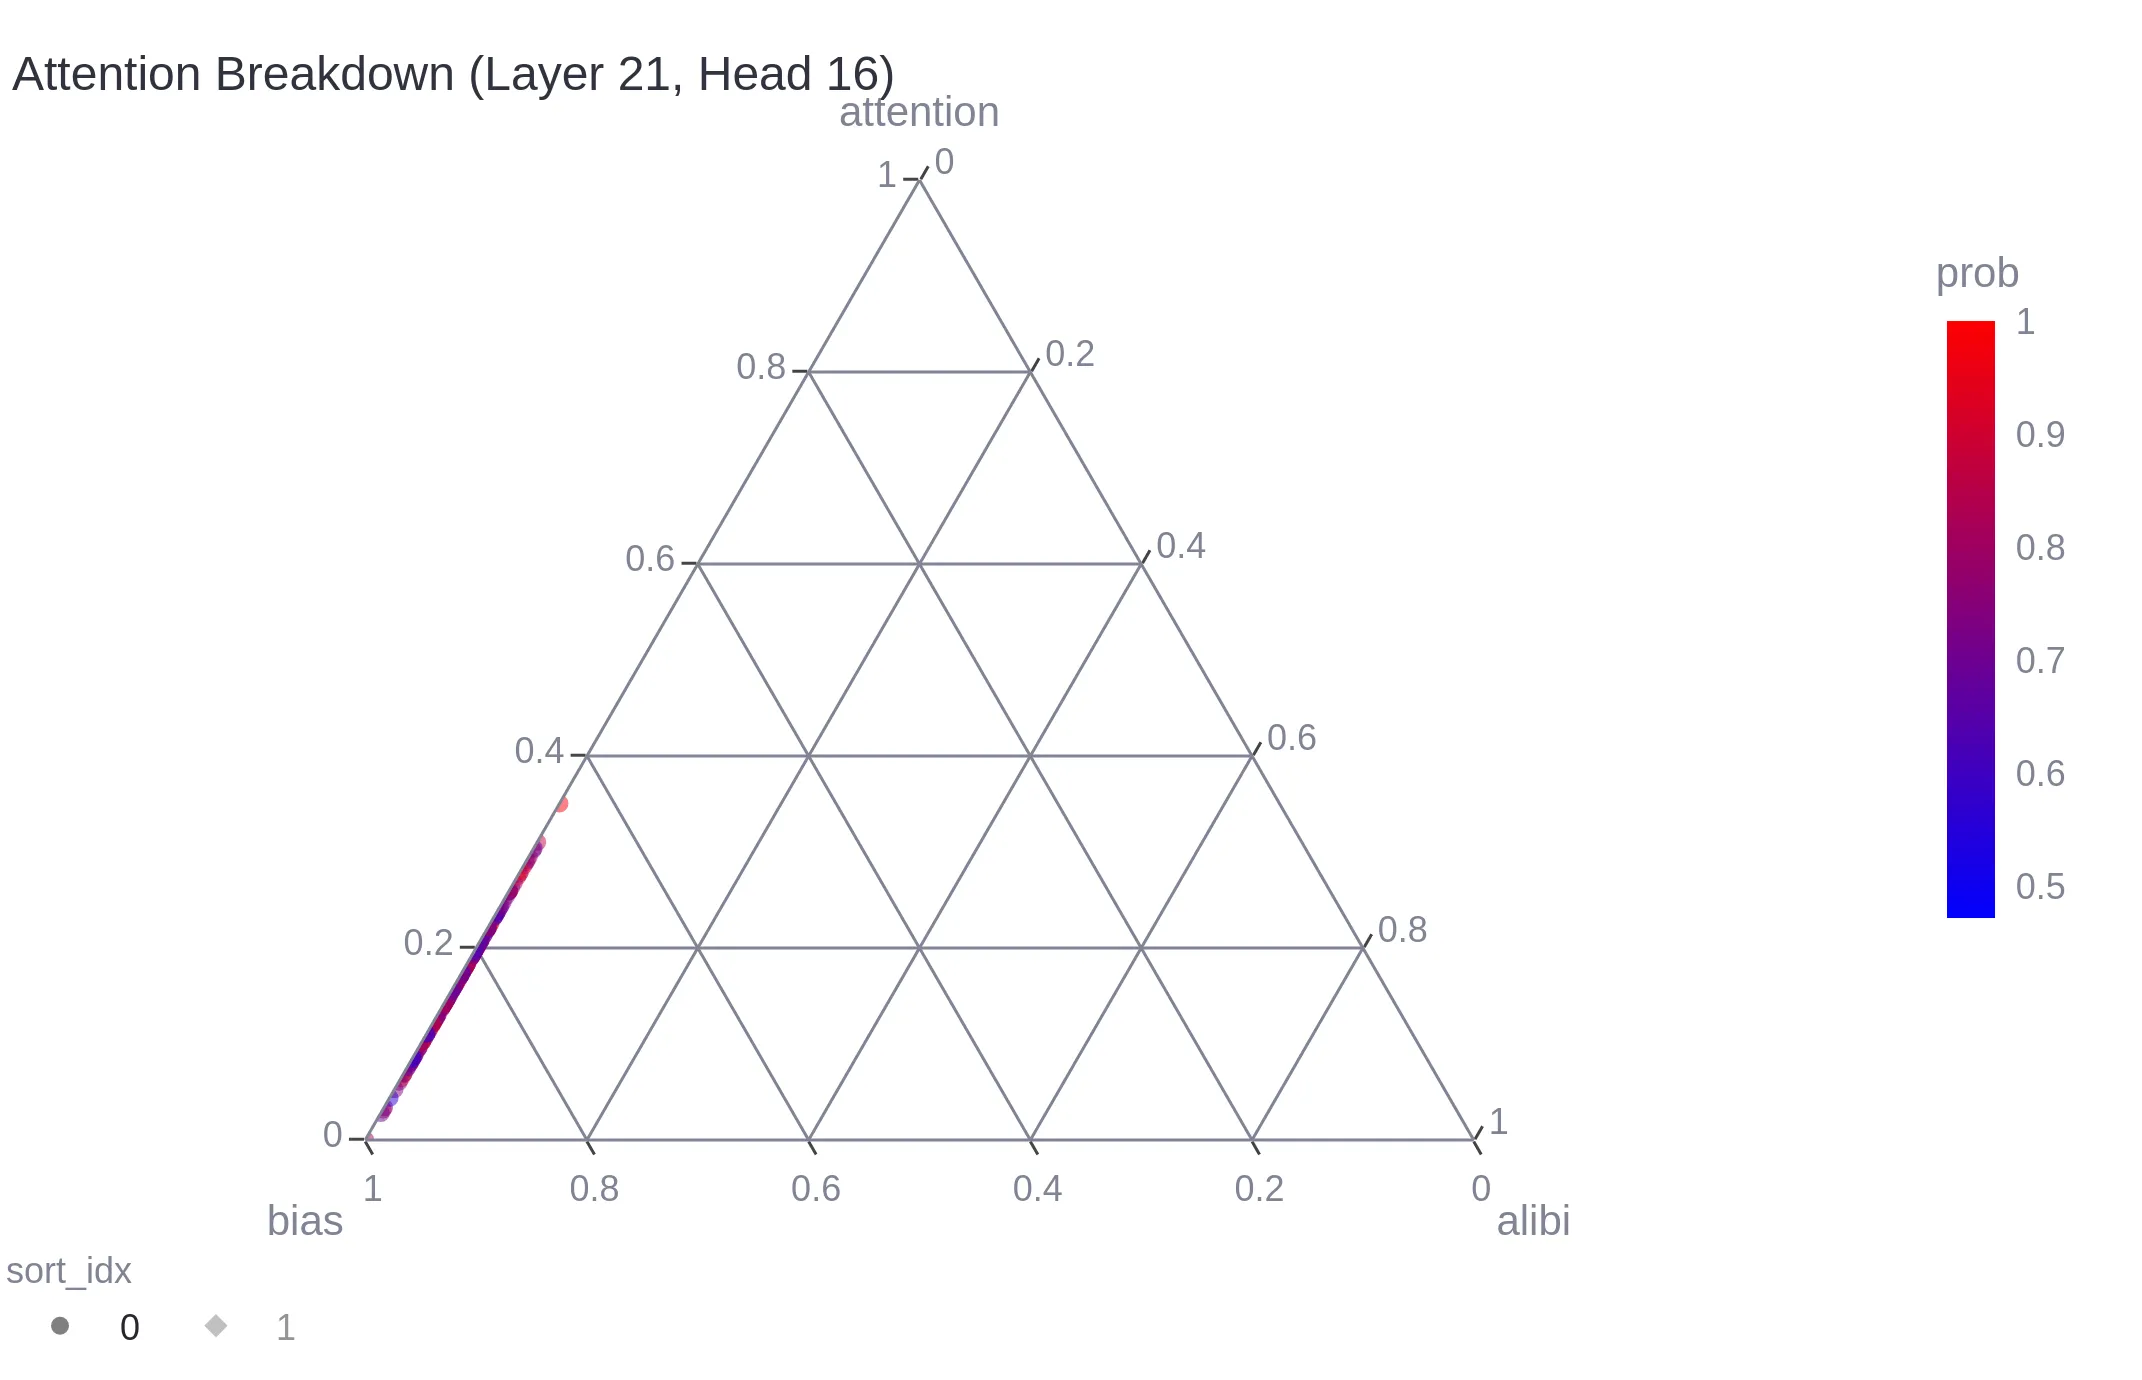 Attention Breakdown (Layer 21, Head 16)
attention
1 0
0.8 0.2
0.6 0.4
0.4 0.6
0.2 0.8
0 1
1 0.8 0.6 0.4 0.2 0
bias alibi
prob
1
0.9
0.8
0.7
0.6
0.5
sort_idx
0 1